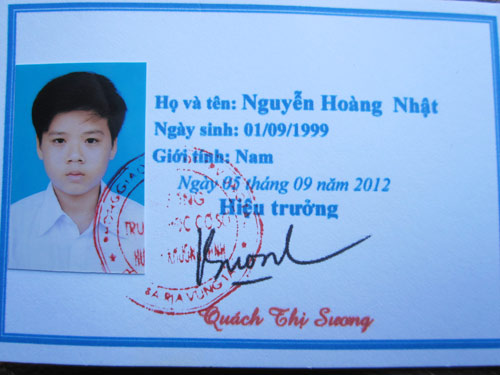 Họ và tên: Nguyễn Hoàng Nhật
Ngày sinh: 01/09/1999
Giới tính: Nam
Ngày 05 tháng 09 năm 2012
Hiệu trưởng
Quách Thị Sương